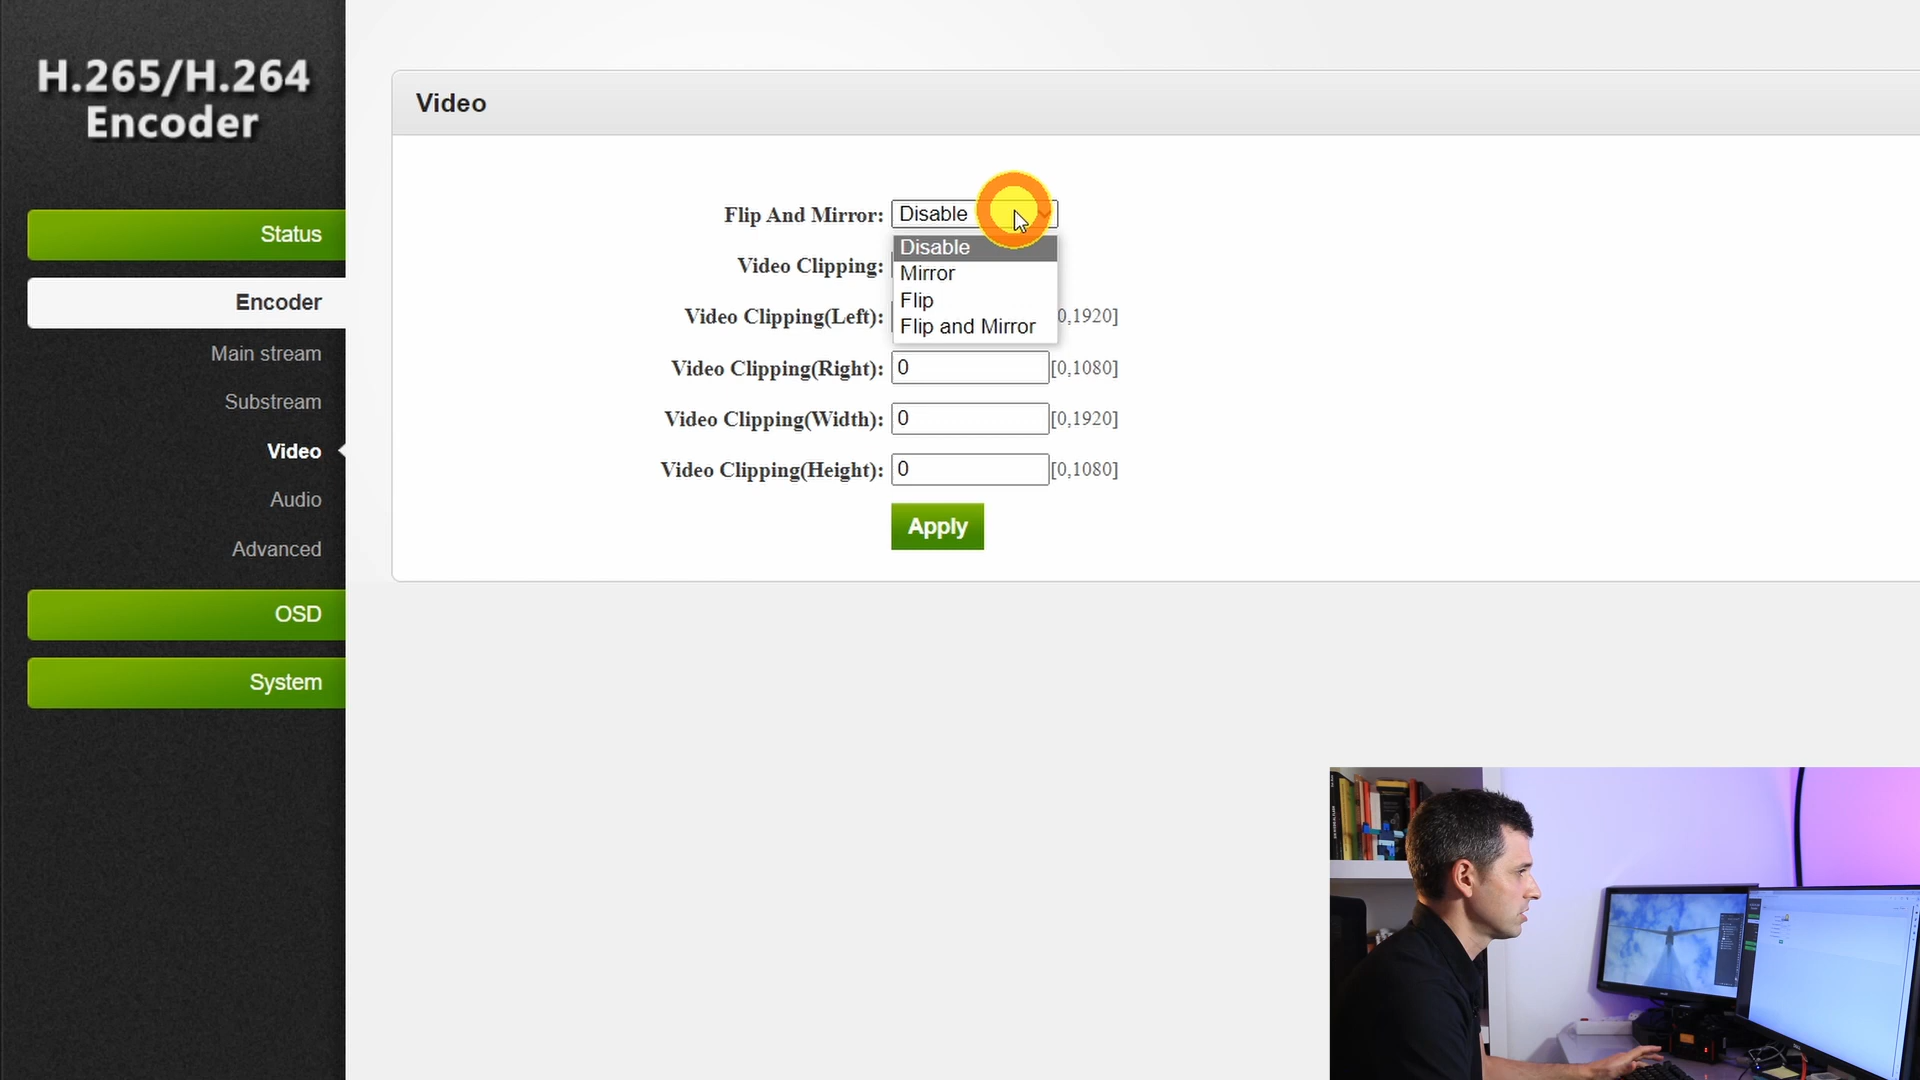 H.265/H.264
Encoder
Status
Encoder
Main stream
Substream
Video
Audio
Advanced
OSD
System
Video
Flip And Mirror: Disable
Disable
Mirror
Flip
Flip and Mirror
Video Clipping:
Video Clipping(Left): 0,1920]
Video Clipping(Right): 0 [0,1080]
Video Clipping(Width): 0 [0,1920]
Video Clipping(Height): 0 [0,1080]
Apply